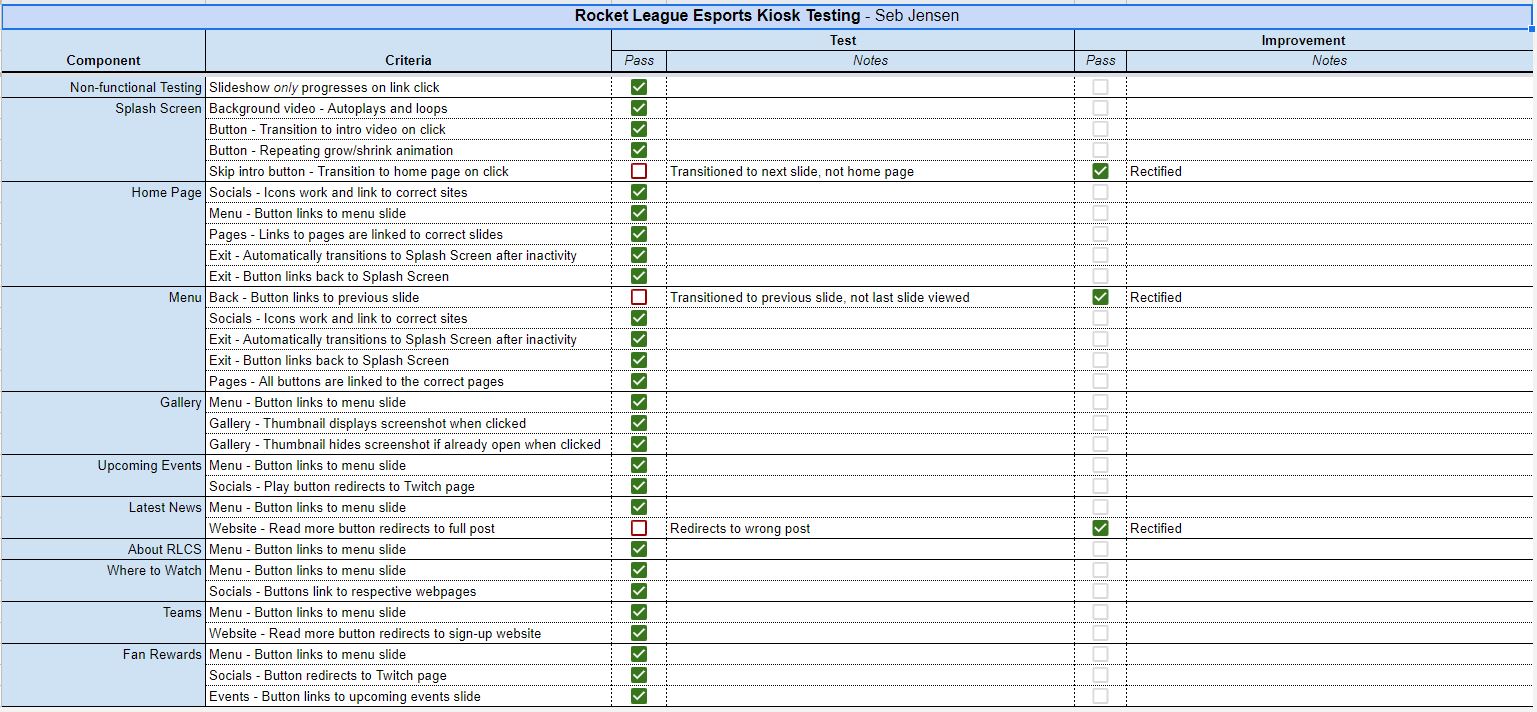 Rocket League Esports Kiosk Testing - Seb Jensen
Test Improvement
Component Criteria Pass Notes Pass Notes
Non-functional Testing Slideshow only progresses on link click
Splash Screen Background video - Autoplays and loops
Button - Transition to intro video on click
Button - Repeating grow/shrink animation
Skip intro button - Transition to home page on click Transitioned to next slide, not home page Rectified
Home Page Socials - Icons work and link to correct sites
Menu - Button links to menu slide
Pages - Links to pages are linked to correct slides
Exit - Automatically transitions to Splash Screen after inactivity
Exit - Button links back to Splash Screen
Menu Back - Button links to previous slide Transitioned to previous slide, not last slide viewed Rectified
Socials - Icons work and link to correct sites
Exit - Automatically transitions to Splash Screen after inactivity
Exit - Button links back to Splash Screen
Pages - All buttons are linked to the correct pages
Gallery Menu - Button links to menu slide
Gallery - Thumbnail displays screenshot when clicked
Gallery - Thumbnail hides screenshot if already open when clicked
Upcoming Events Menu - Button links to menu slide
Socials - Play button redirects to Twitch page
Latest News Menu - Button links to menu slide
Website - Read more button redirects to full post Redirects to wrong post Rectified
About RLCS Menu - Button links to menu slide
Where to Watch Menu - Button links to menu slide
Socials - Buttons link to respective webpages
Teams Menu - Button links to menu slide
Website - Read more button redirects to sign-up website
Fan Rewards Menu - Button links to menu slide
Socials - Button redirects to Twitch page
Events - Button links to upcoming events slide